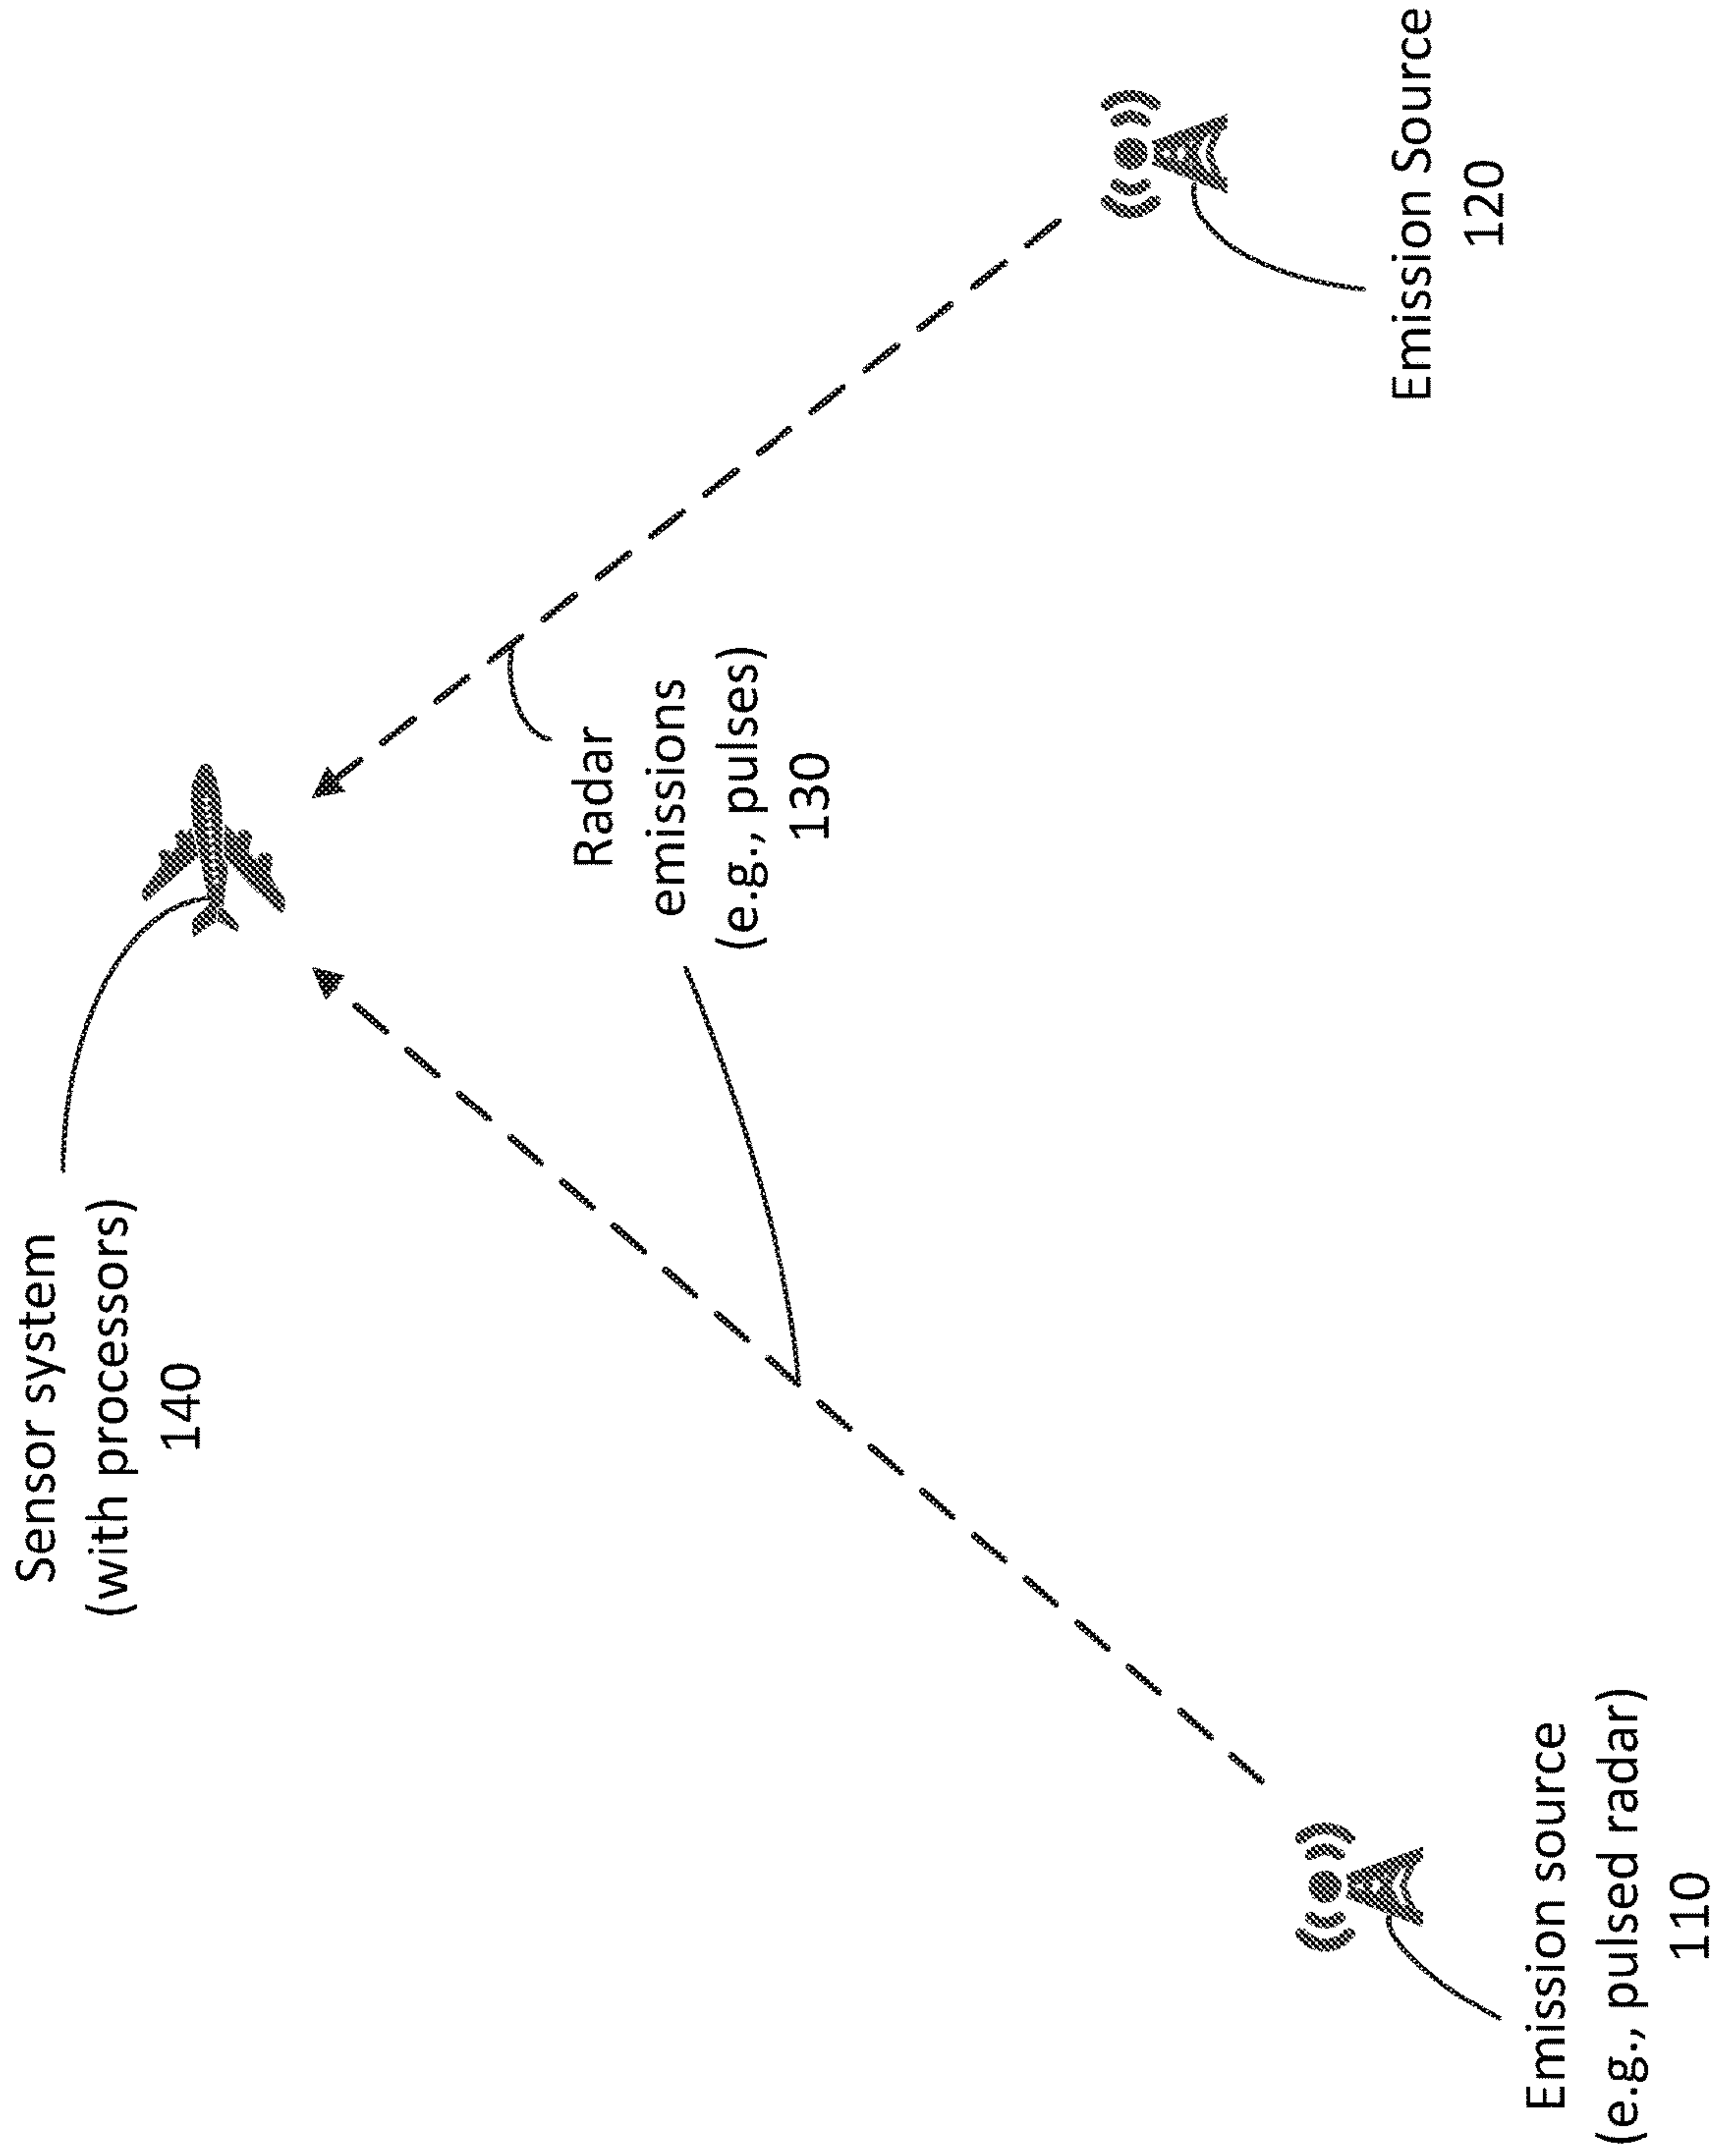 Sensor system
(with processors)
140
Radar
emissions
(e.g., pulses)
130
Emission source
(e.g., pulsed radar)
110
Emission Source
120